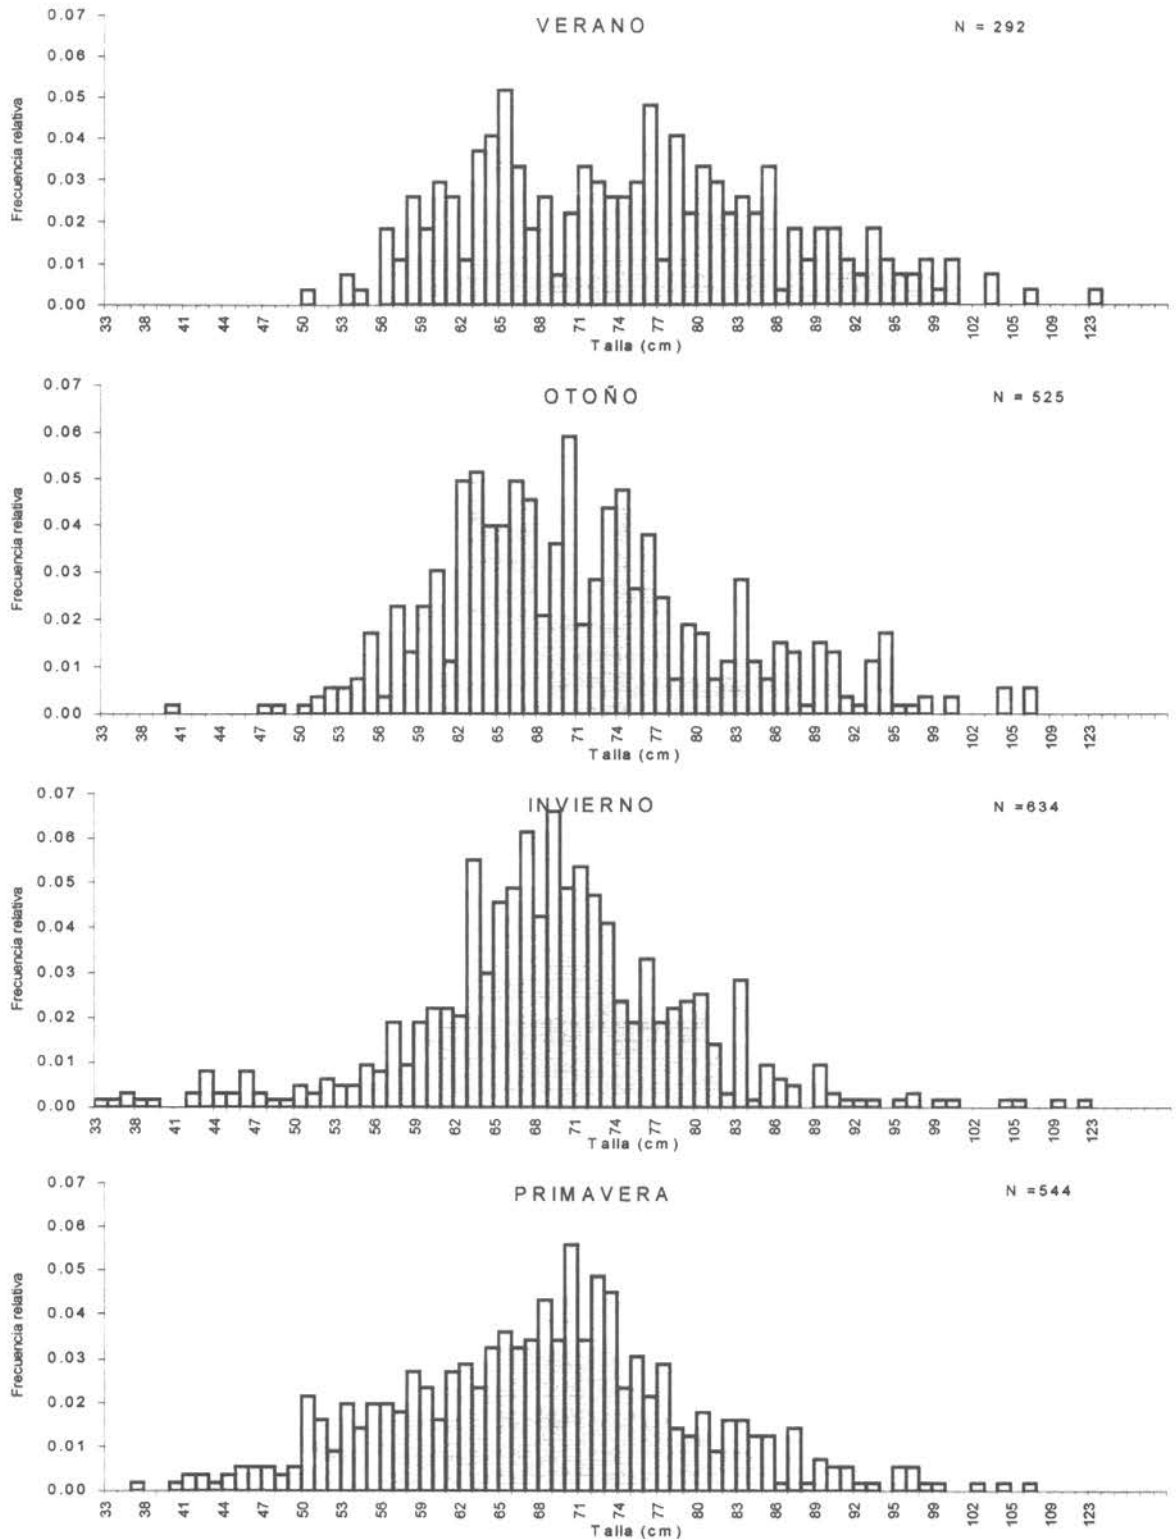 VERANO
N = 292
Frecuencia relativa
0.07
0.06
0.05
0.04
0.03
0.02
0.01
0.00
33 38 41 44 47 50 53 56 59 62 65 68 71 74 77 80 83 86 89 92 95 99 102 105 109 123
Talla (cm)
OTOÑO
N = 525
Frecuencia relativa
0.07
0.06
0.05
0.04
0.03
0.02
0.01
0.00
33 38 41 44 47 50 53 56 59 62 65 68 71 74 77 80 83 86 89 92 95 99 102 105 109 123
Talla (cm)
INVIERNO
N =634
Frecuencia relativa
0.07
0.06
0.05
0.04
0.03
0.02
0.01
0.00
33 38 41 44 47 50 53 56 59 62 65 68 71 74 77 80 83 86 89 92 95 99 102 105 109 123
Talla (cm)
PRIMAVERA
N =544
Frecuencia relativa
0.07
0.06
0.05
0.04
0.03
0.02
0.01
0.00
33 38 41 44 47 50 53 56 59 62 65 68 71 74 77 80 83 86 89 92 95 99 102 105 109 123
Talla (cm)